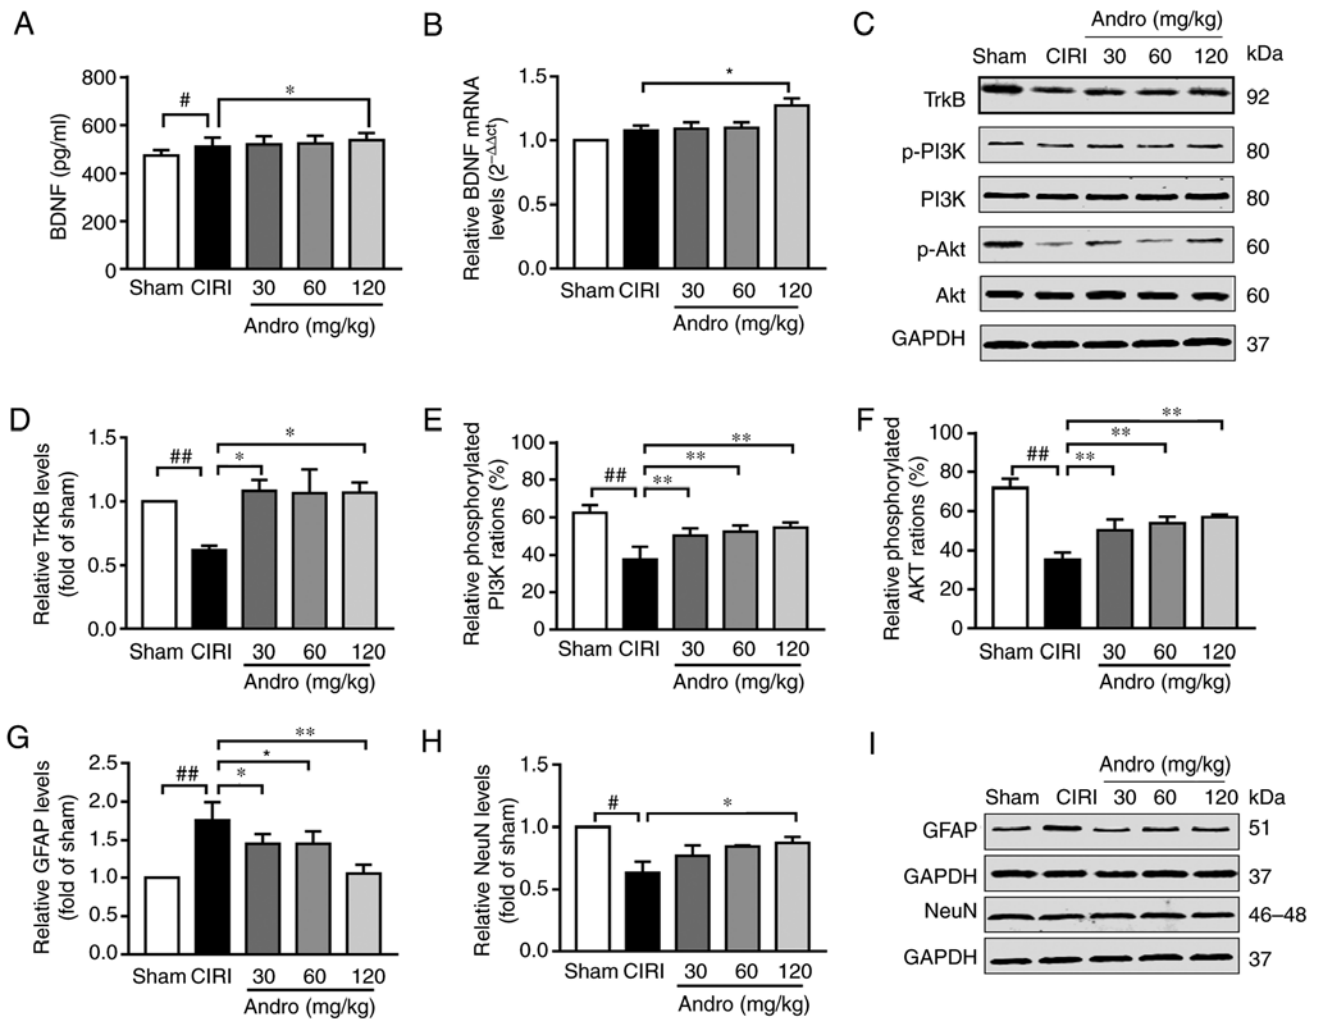 A
BDNF (pg/ml)
800
600
400
200
0
#
*
Sham CIRI 30 60 120
Andro (mg/kg)
B
Relative BDNF mRNA
levels (2−ΔΔct)
1.5
1.0
0.5
0.0
*
Sham CIRI 30 60 120
Andro (mg/kg)
C
Andro (mg/kg)
Sham CIRI 30 60 120 kDa
TrkB 92
p-PI3K 80
PI3K 80
p-Akt 60
Akt 60
GAPDH 37
D
Relative TrKB levels
(fold of sham)
1.5
1.0
0.5
0.0
##
*
*
Sham CIRI 30 60 120
Andro (mg/kg)
E
Relative phosphorylated
PI3K rations (%)
100
80
60
40
20
0
##
**
**
**
Sham CIRI 30 60 120
Andro (mg/kg)
F
Relative phosphorylated
AKT rations (%)
100
80
60
40
20
0
##
**
**
**
Sham CIRI 30 60 120
Andro (mg/kg)
G
Relative GFAP levels
(fold of sham)
2.5
2.0
1.5
1.0
0.5
0.0
##
*
*
**
Sham CIRI 30 60 120
Andro (mg/kg)
H
Relative NeuN levels
(fold of sham)
1.5
1.0
0.5
0.0
#
*
Sham CIRI 30 60 120
Andro (mg/kg)
I
Andro (mg/kg)
Sham CIRI 30 60 120 kDa
GFAP 51
GAPDH 37
NeuN 46–48
GAPDH 37